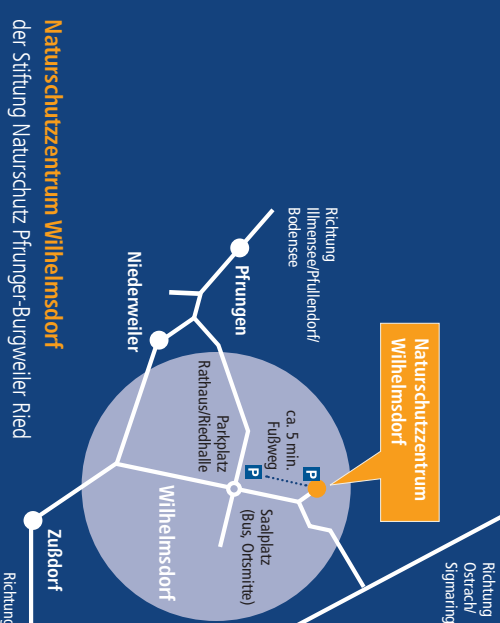 Naturschutzzentrum Wilhelmsdorf
der Stiftung Naturschutz Pfrunger-Burgweiler Ried
Richtung
Illmensee/Pfullendorf/
Bodensee
Pfrungen
Niederweiler
Naturschutzzentrum
Wilhelmsdorf
ca. 5 min.
Fußweg
P
P
Parkplatz
Rathaus/Riedhalle
Saalplatz
(Bus, Ortsmitte)
Wilhelmsdorf
Zußdorf
Richtung
Ostrach/
Sigmaring
Richtung